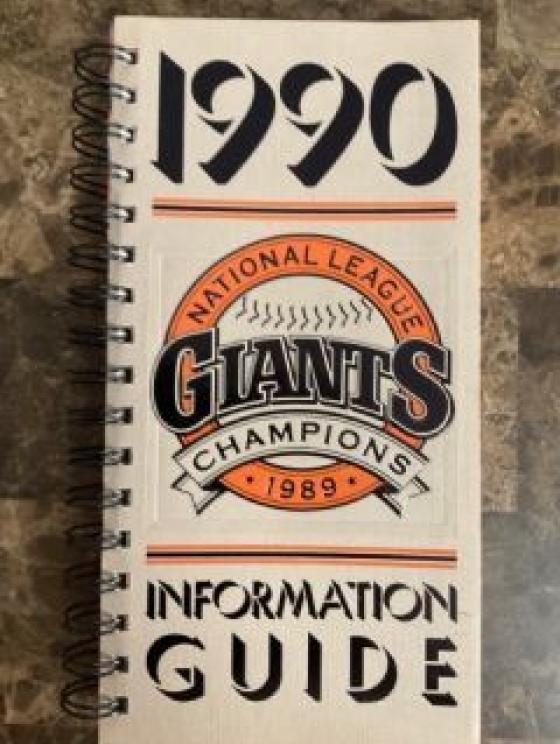 1990
NATIONAL LEAGUE
GIANTS
CHAMPIONS
• 1989 •
INFORMATION
GUIDE